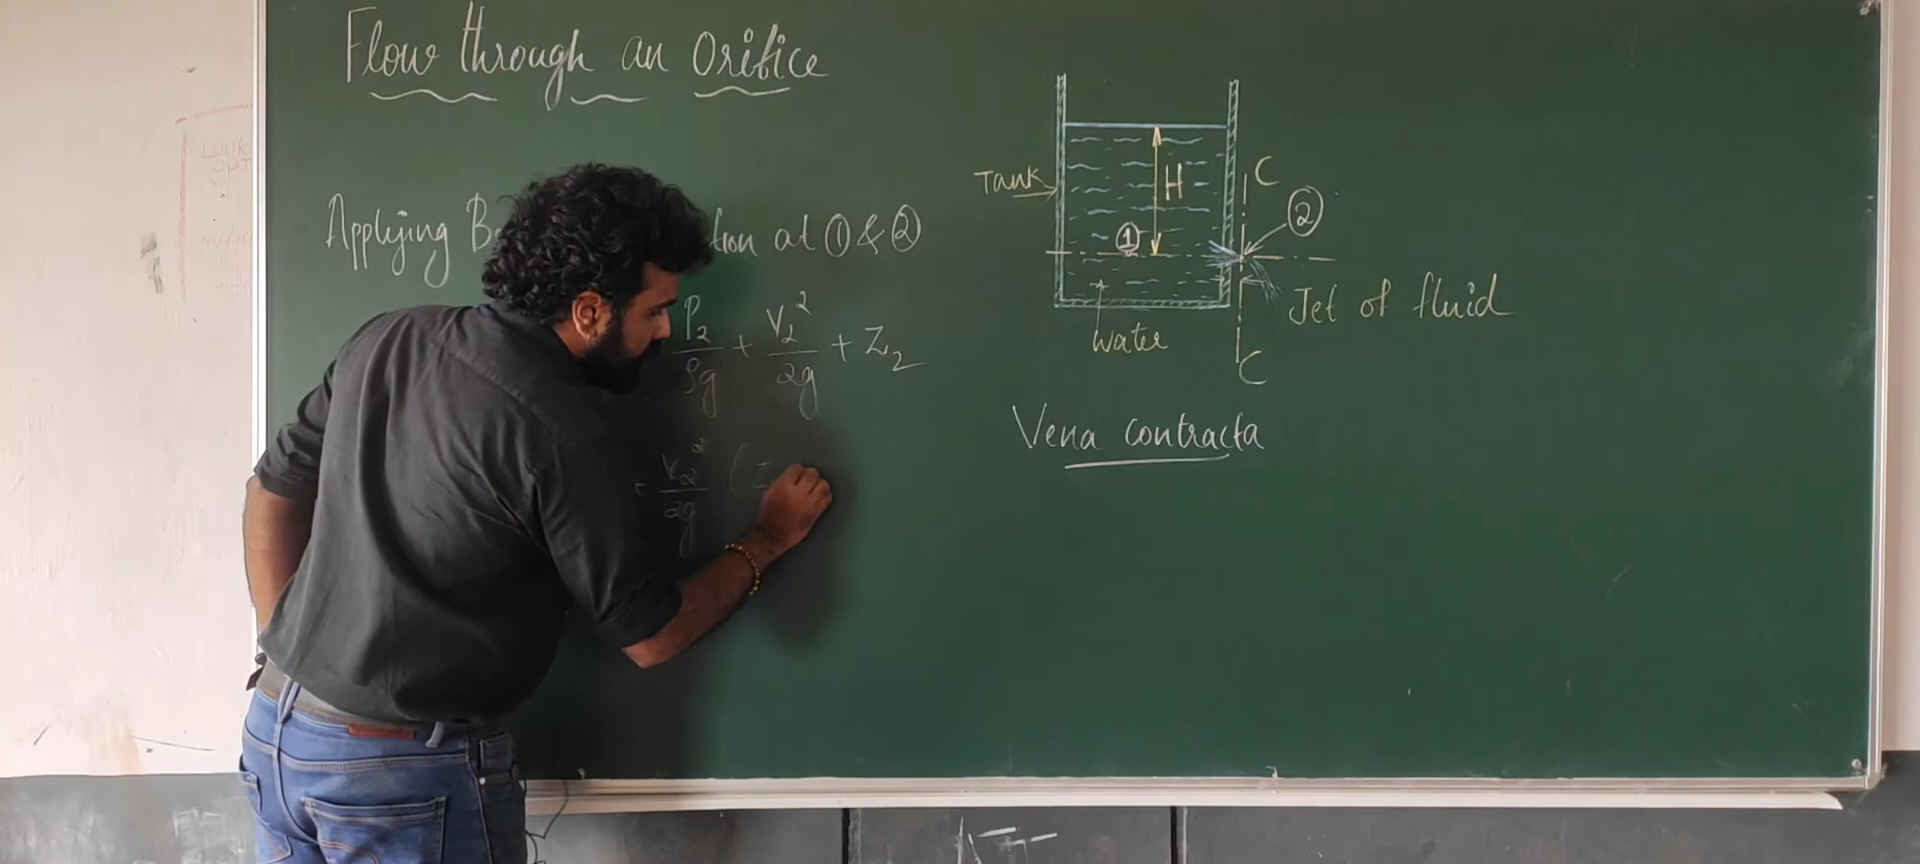 Flow through an Orifice
Applying at ① & ②
P₂/ρg + V₂²/2g + Z₂
V₂²/2g (Z
Tank
H
①
C
②
Jet of fluid
water
C
Vena contracta